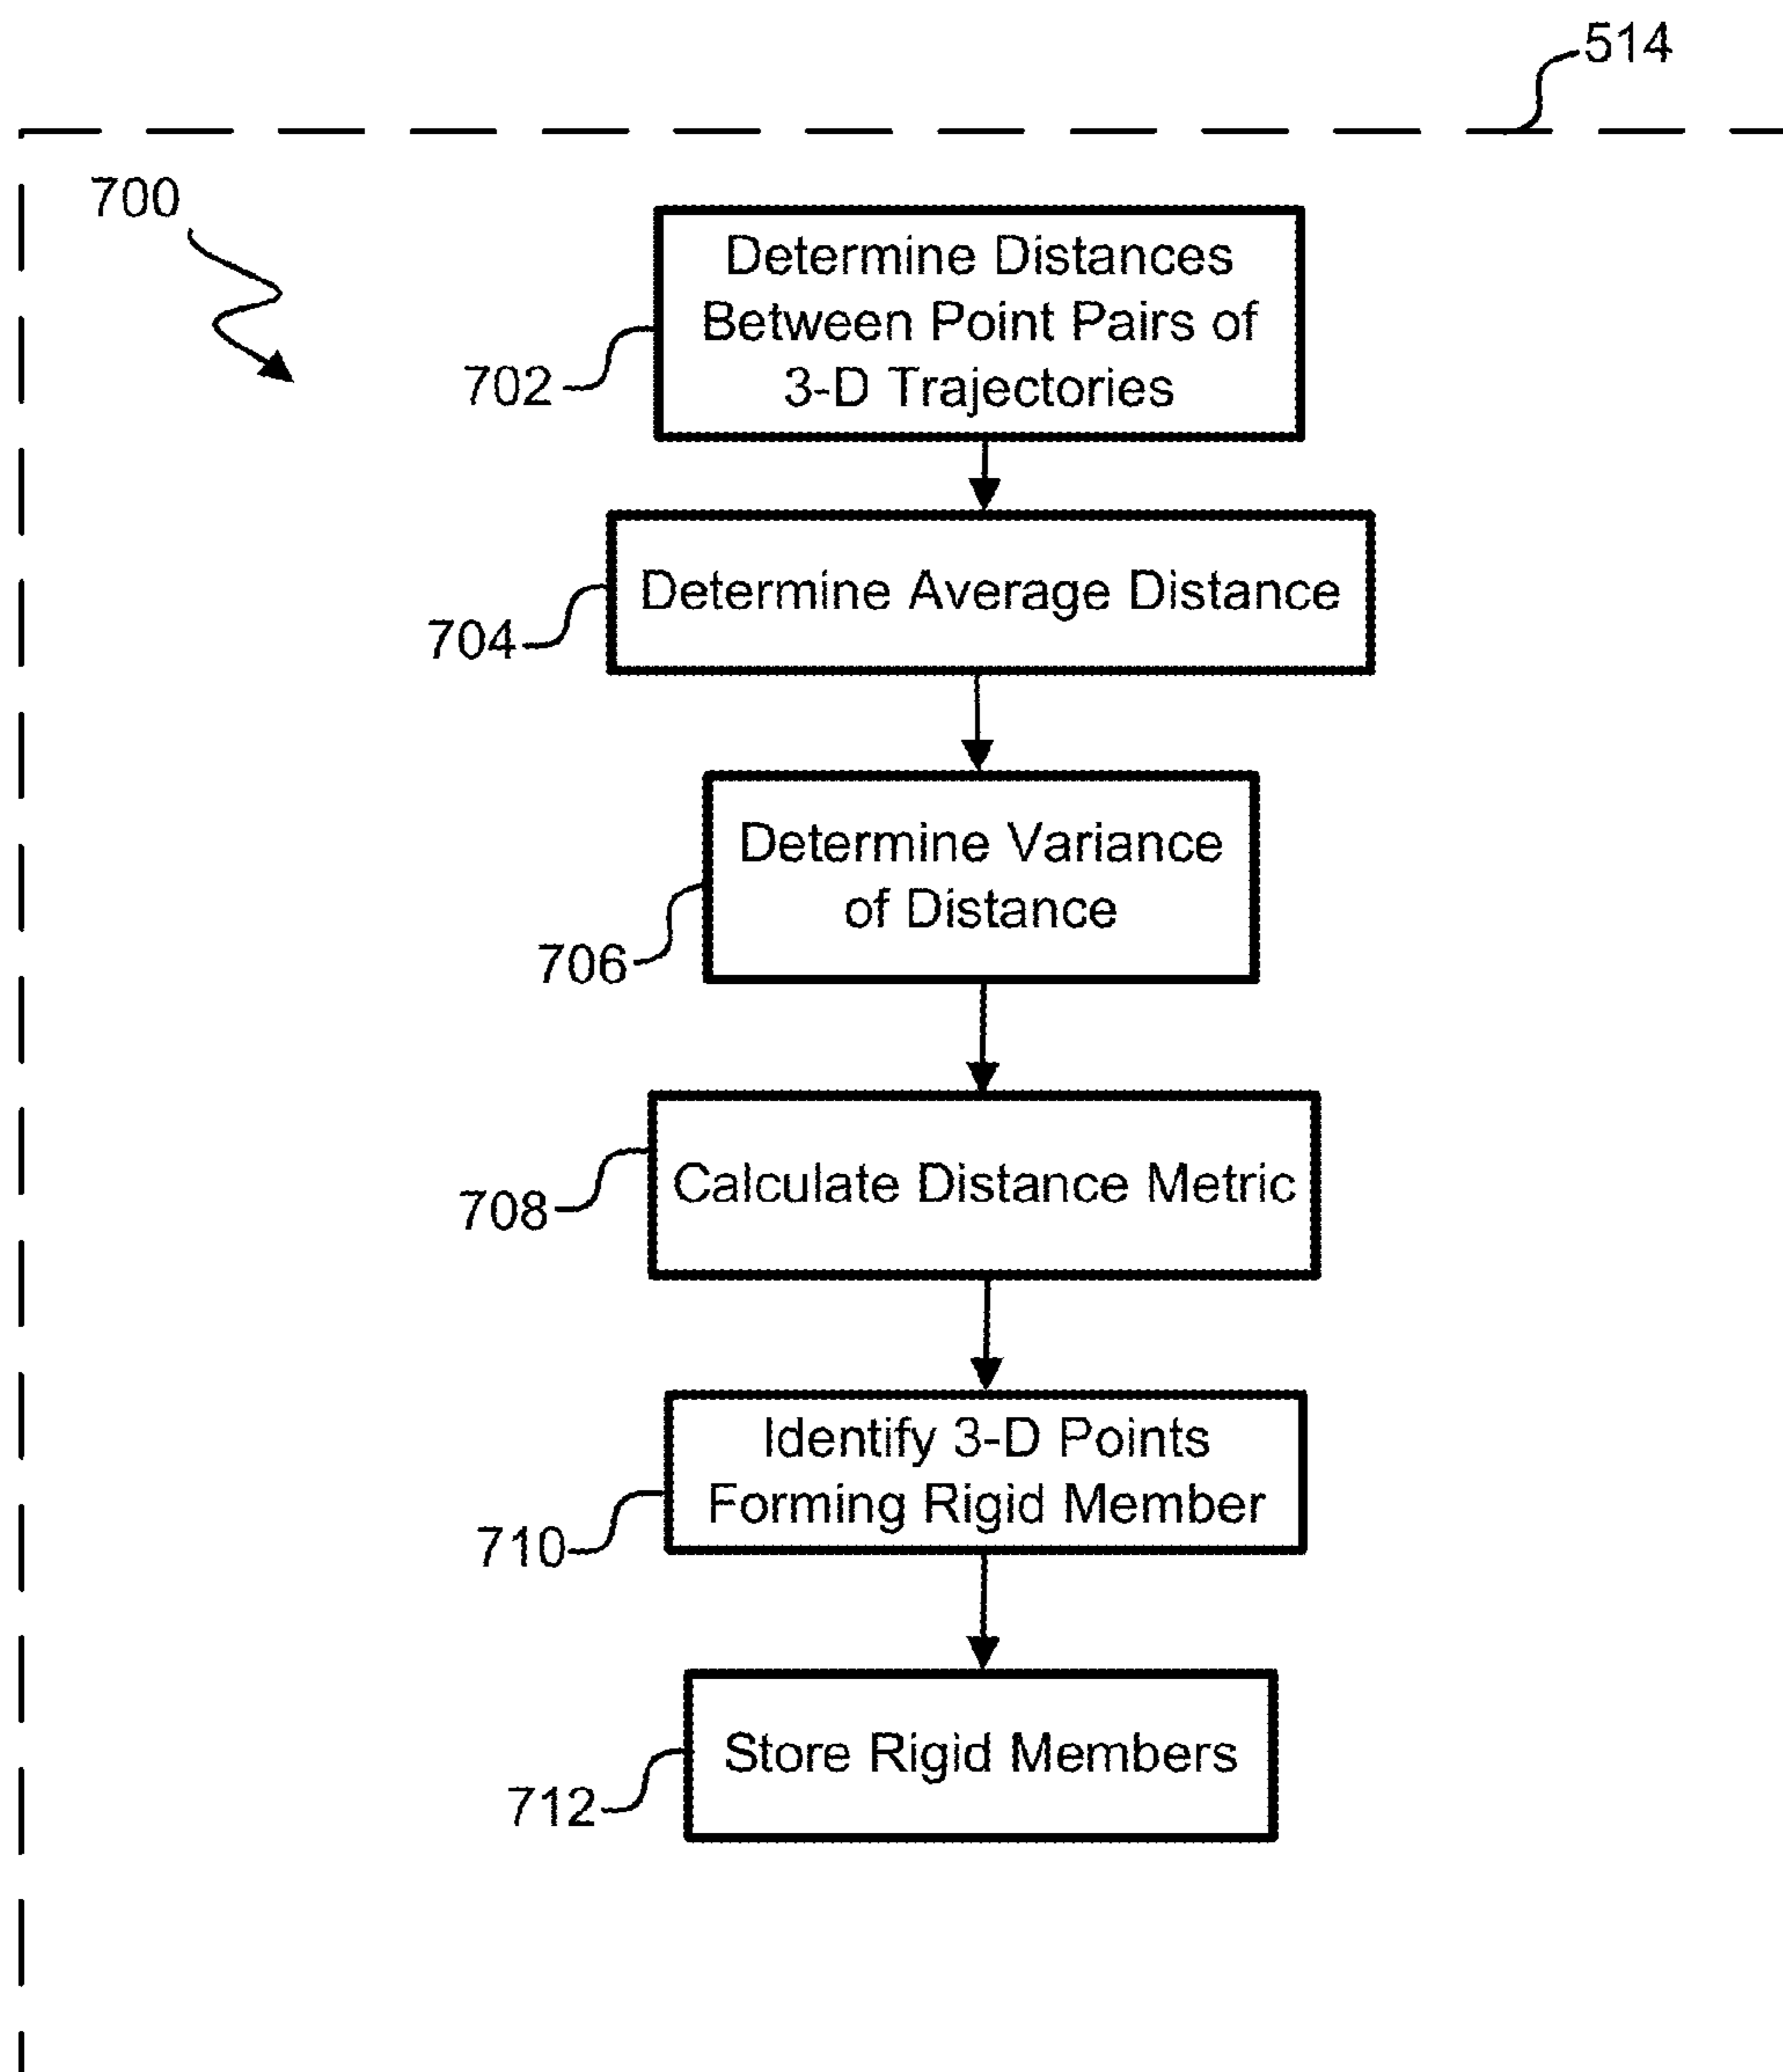 514
700
Determine Distances
Between Point Pairs of
3-D Trajectories
702
Determine Average Distance
704
Determine Variance
of Distance
706
Calculate Distance Metric
708
Identify 3-D Points
Forming Rigid Member
710
Store Rigid Members
712